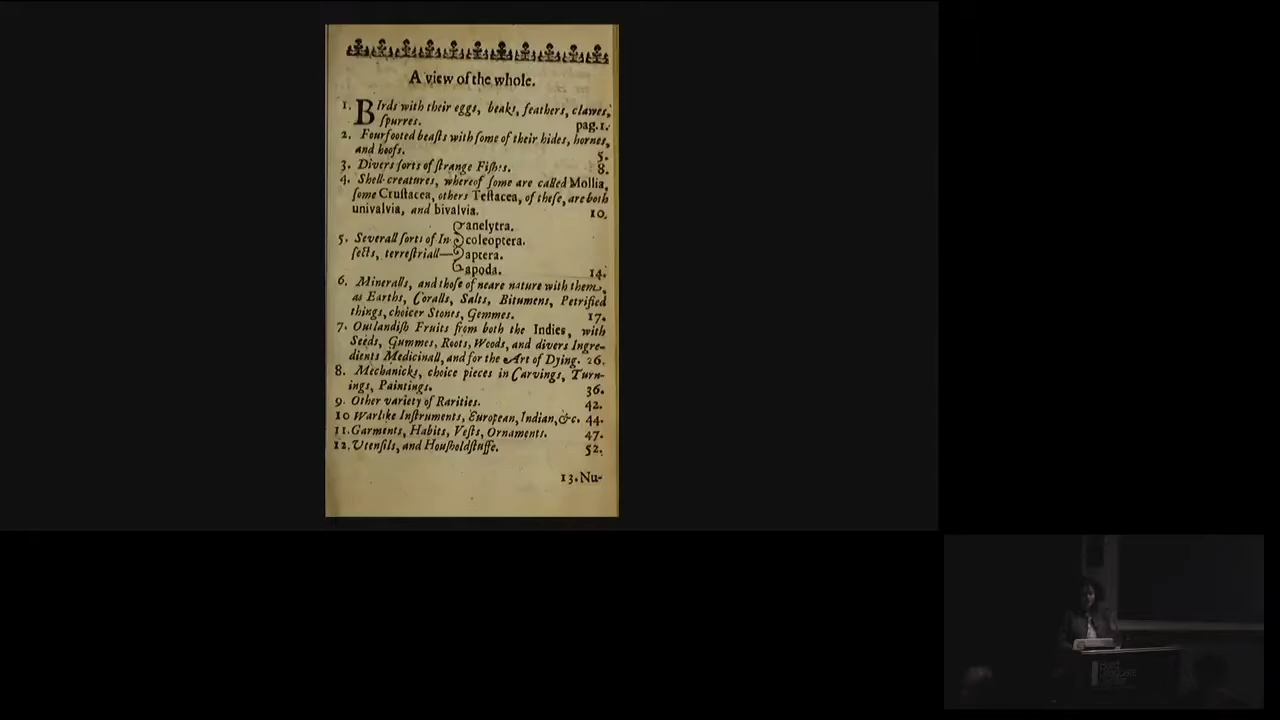 A view of the whole.
1. Birds with their eggs, beaks, feathers, clawes,
ſpurres. pag.1.
2. Fourfooted beaſts with ſome of their hides, hornes,
and hoofs. 5.
3. Divers ſorts of ſtrange Fiſhes. 8.
4. Shell-creatures, whereof ſome are called Mollia,
ſome Cruſtacea, others Teſtacea, of theſe, are both
univalvia, and bivalvia. 10.
anelytra.
5. Severall ſorts of In- coleoptera.
ſects, terreſtriall— aptera.
apoda. 14.
6. Mineralls, and thoſe of neare nature with them,
as Earths, Coralls, Salts, Bitumens, Petrified
things, choicer Stones, Gemmes. 17.
7. Outlandiſh Fruits from both the Indies, with
Seeds, Gummes, Roots, Woods, and divers Ingre-
dients Medicinall, and for the Art of Dying. 26.
8. Mechanicks, choice pieces in Carvings, Turn-
ings, Paintings. 36.
9. Other variety of Rarities. 42.
10 Warlike Inſtruments, European, Indian, &c. 44.
11. Garments, Habits, Veſts, Ornaments. 47.
12. Utenſils, and Houſholdſtuffe. 52.
13. Nu-
Bard
Graduate
Center